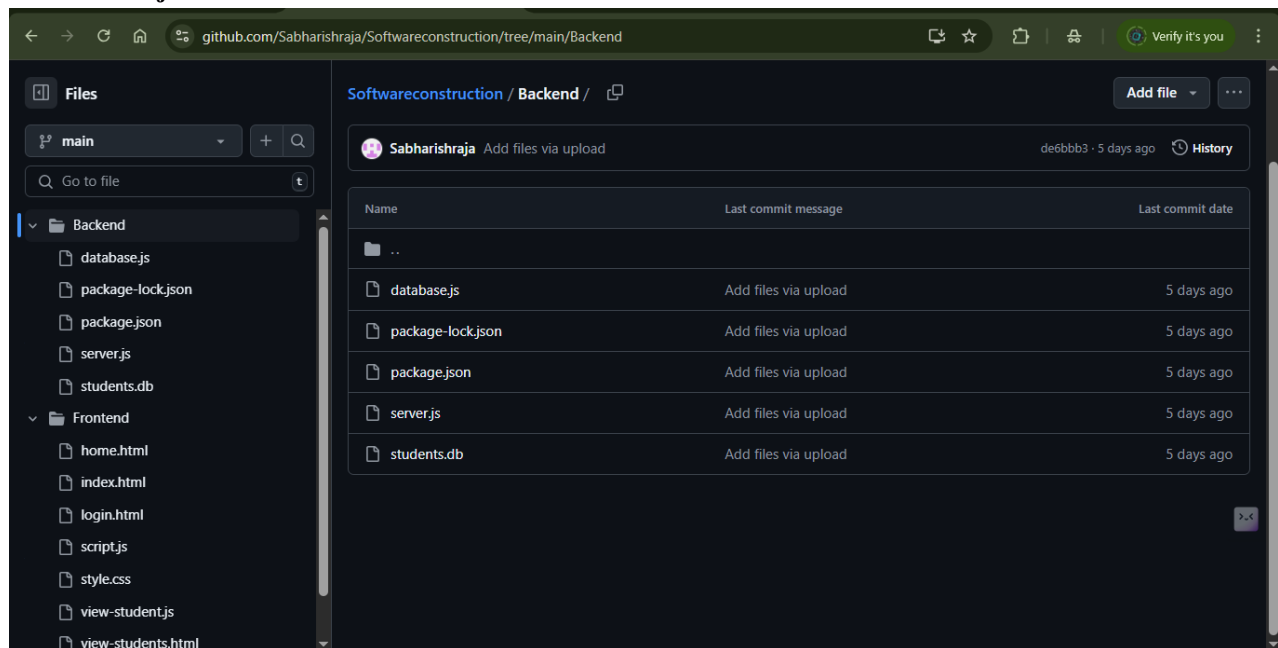 github.com/Sabharishraja/Softwareconstruction/tree/main/Backend
Verify it's you
Files
main
Go to file
t
Backend
database.js
package-lock.json
package.json
server.js
students.db
Frontend
home.html
index.html
login.html
script.js
style.css
view-student.js
view-students.html
Softwareconstruction / Backend /
Add file
Sabharishraja Add files via upload
de6bbb3 · 5 days ago History
Name Last commit message Last commit date
..
database.js Add files via upload 5 days ago
package-lock.json Add files via upload 5 days ago
package.json Add files via upload 5 days ago
server.js Add files via upload 5 days ago
students.db Add files via upload 5 days ago